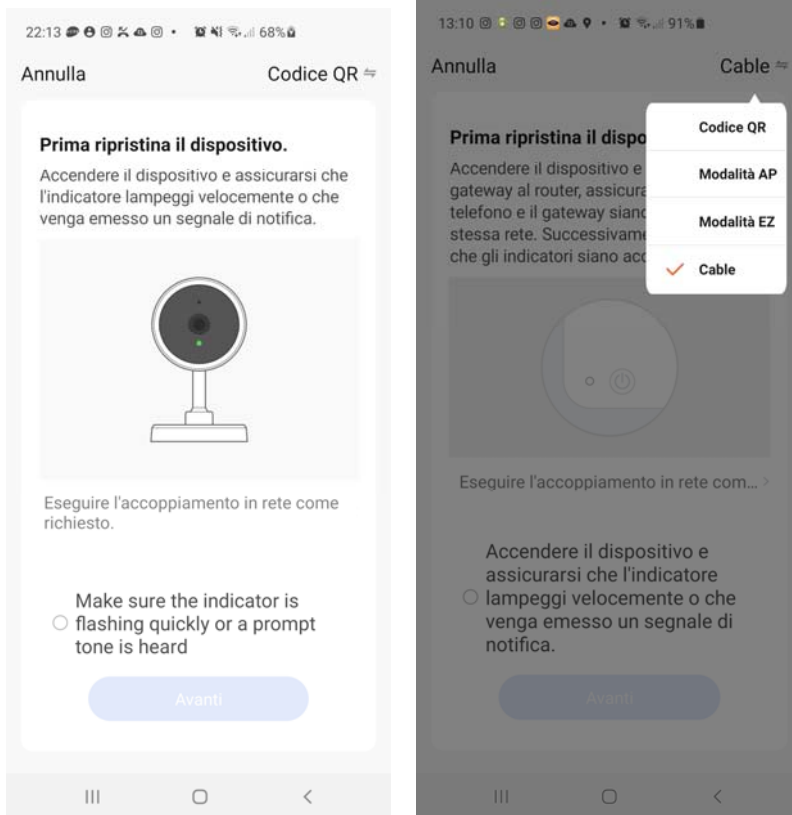 22:13
68%
Annulla
Codice QR
Prima ripristina il dispositivo.
Accendere il dispositivo e assicurarsi che
l'indicatore lampeggi velocemente o che
venga emesso un segnale di notifica.
Eseguire l'accoppiamento in rete come
richiesto.
Make sure the indicator is
flashing quickly or a prompt
tone is heard
Avanti
13:10
91%
Annulla
Cable
Codice QR
Modalità AP
Modalità EZ
Cable
Prima ripristina il dispo
Accendere il dispositivo e
gateway al router, assicura
telefono e il gateway siano
stessa rete. Successivame
che gli indicatori siano acc
Eseguire l'accoppiamento in rete com...
Accendere il dispositivo e
assicurarsi che l'indicatore
lampeggi velocemente o che
venga emesso un segnale di
notifica.
Avanti